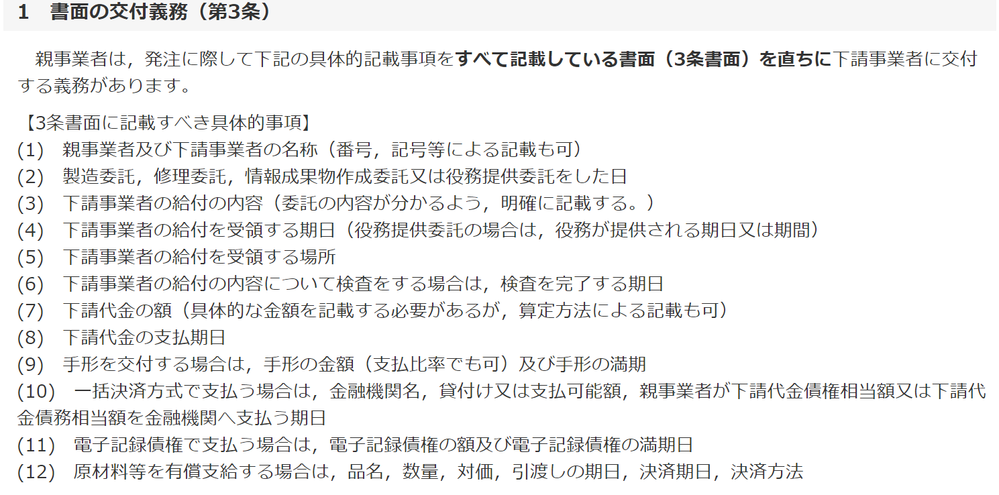 1　書面の交付義務（第3条）
　親事業者は，発注に際して下記の具体的記載事項をすべて記載している書面（3条書面）を直ちに下請事業者に交付
する義務があります。
【3条書面に記載すべき具体的事項】
(1)　親事業者及び下請事業者の名称（番号，記号等による記載も可）
(2)　製造委託，修理委託，情報成果物作成委託又は役務提供委託をした日
(3)　下請事業者の給付の内容（委託の内容が分かるよう，明確に記載する。）
(4)　下請事業者の給付を受領する期日（役務提供委託の場合は，役務が提供される期日又は期間）
(5)　下請事業者の給付を受領する場所
(6)　下請事業者の給付の内容について検査をする場合は，検査を完了する期日
(7)　下請代金の額（具体的な金額を記載する必要があるが，算定方法による記載も可）
(8)　下請代金の支払期日
(9)　手形を交付する場合は，手形の金額（支払比率でも可）及び手形の満期
(10)　一括決済方式で支払う場合は，金融機関名，貸付け又は支払可能額，親事業者が下請代金債権相当額又は下請代
金債務相当額を金融機関へ支払う期日
(11)　電子記録債権で支払う場合は，電子記録債権の額及び電子記録債権の満期日
(12)　原材料等を有償支給する場合は，品名，数量，対価，引渡しの期日，決済期日，決済方法